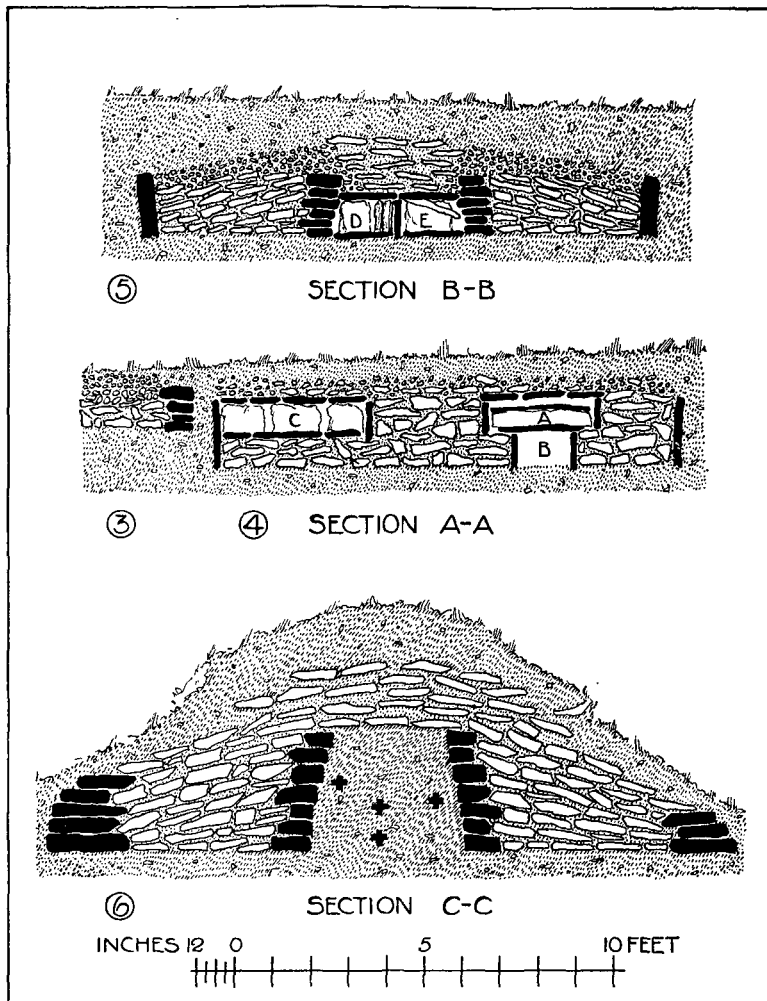 D E
⑤ SECTION B-B
C A
B
③ ④ SECTION A-A
⑥ SECTION C-C
INCHES 12 0 5 10 FEET